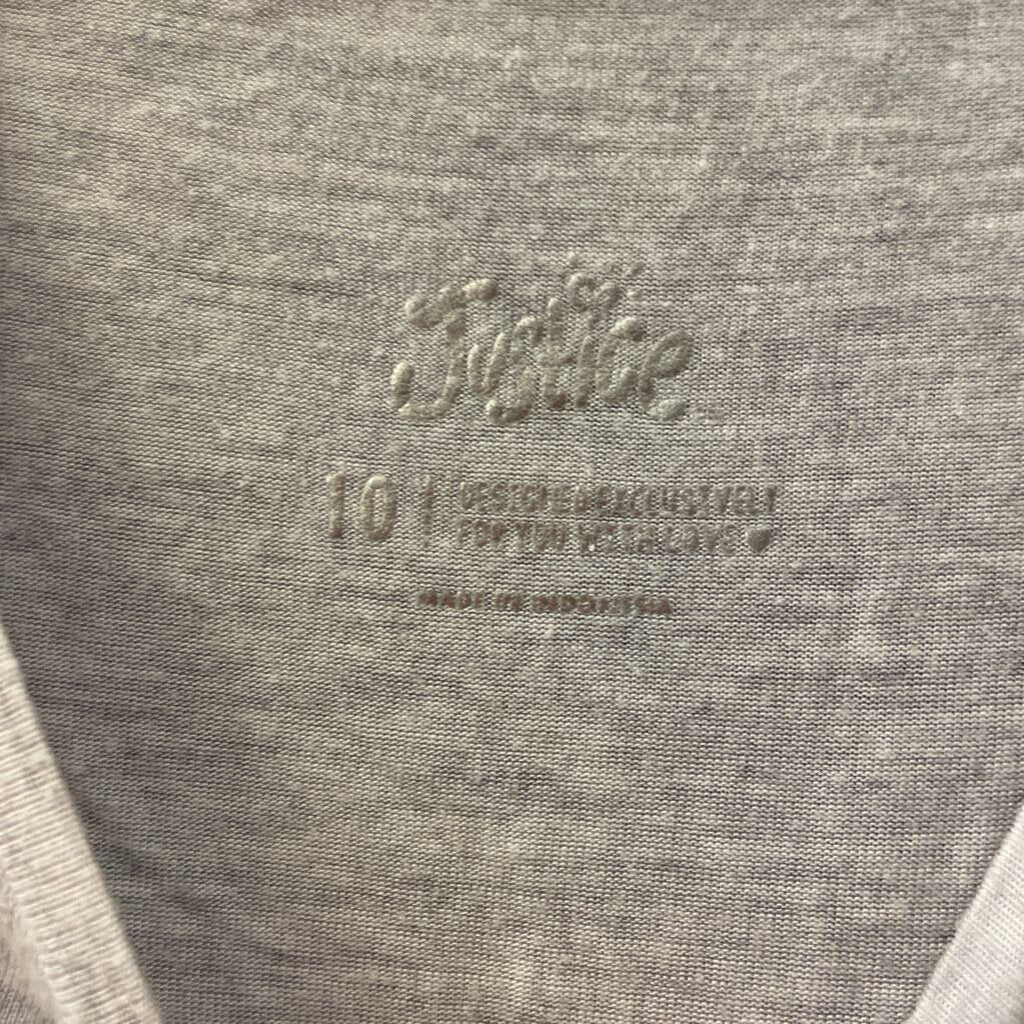 Justice
10 | DESIGNED EXCLUSIVELY
FOR YOU WITH LOVE ♥
MADE IN INDONESIA